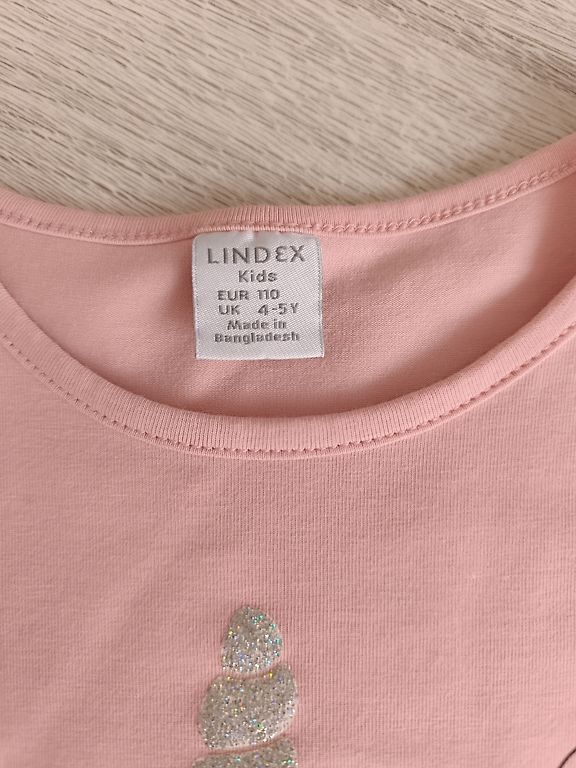 LINDEX
Kids
EUR 110
UK 4-5Y
Made in
Bangladesh